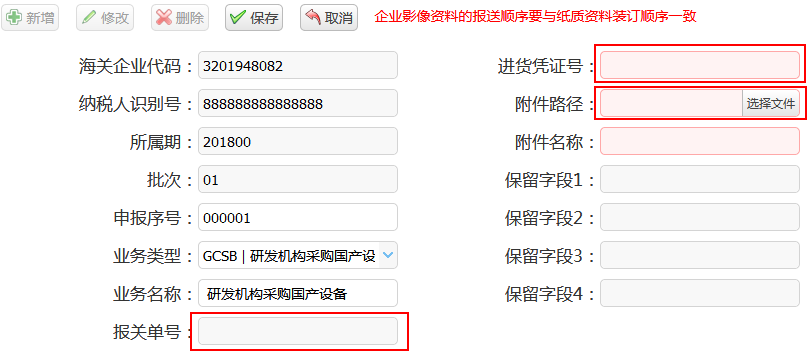 新增 修改 删除 保存 取消 企业影像资料的报送顺序要与纸质资料装订顺序一致
海关企业代码： 3201948082 进货凭证号：
纳税人识别号： 888888888888888 附件路径： 选择文件
所属期： 201800 附件名称：
批次： 01 保留字段1：
申报序号： 000001 保留字段2：
业务类型： GCSB | 研发机构采购国产设 保留字段3：
业务名称： 研发机构采购国产设备 保留字段4：
报关单号：